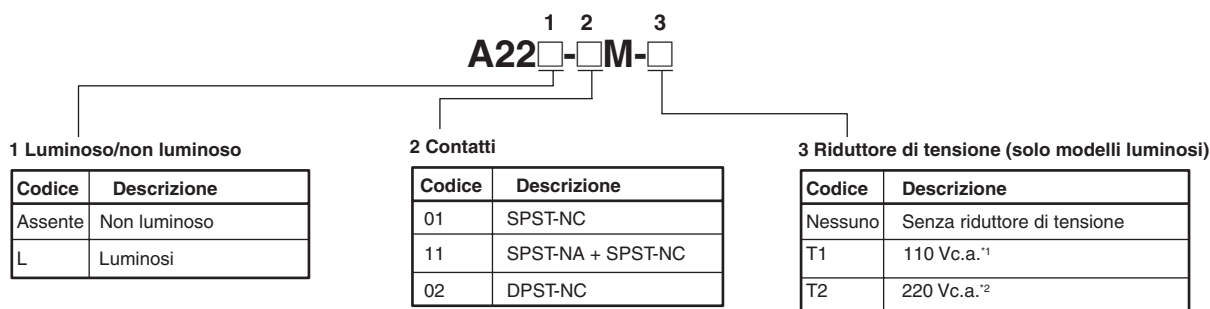 1 2 3
A22□-□M-□
1 Luminoso/non luminoso
Codice Descrizione
Assente Non luminoso
L Luminosi
2 Contatti
Codice Descrizione
01 SPST-NC
11 SPST-NA + SPST-NC
02 DPST-NC
3 Riduttore di tensione (solo modelli luminosi)
Codice Descrizione
Nessuno Senza riduttore di tensione
T1 110 Vc.a.*1
T2 220 Vc.a.*2